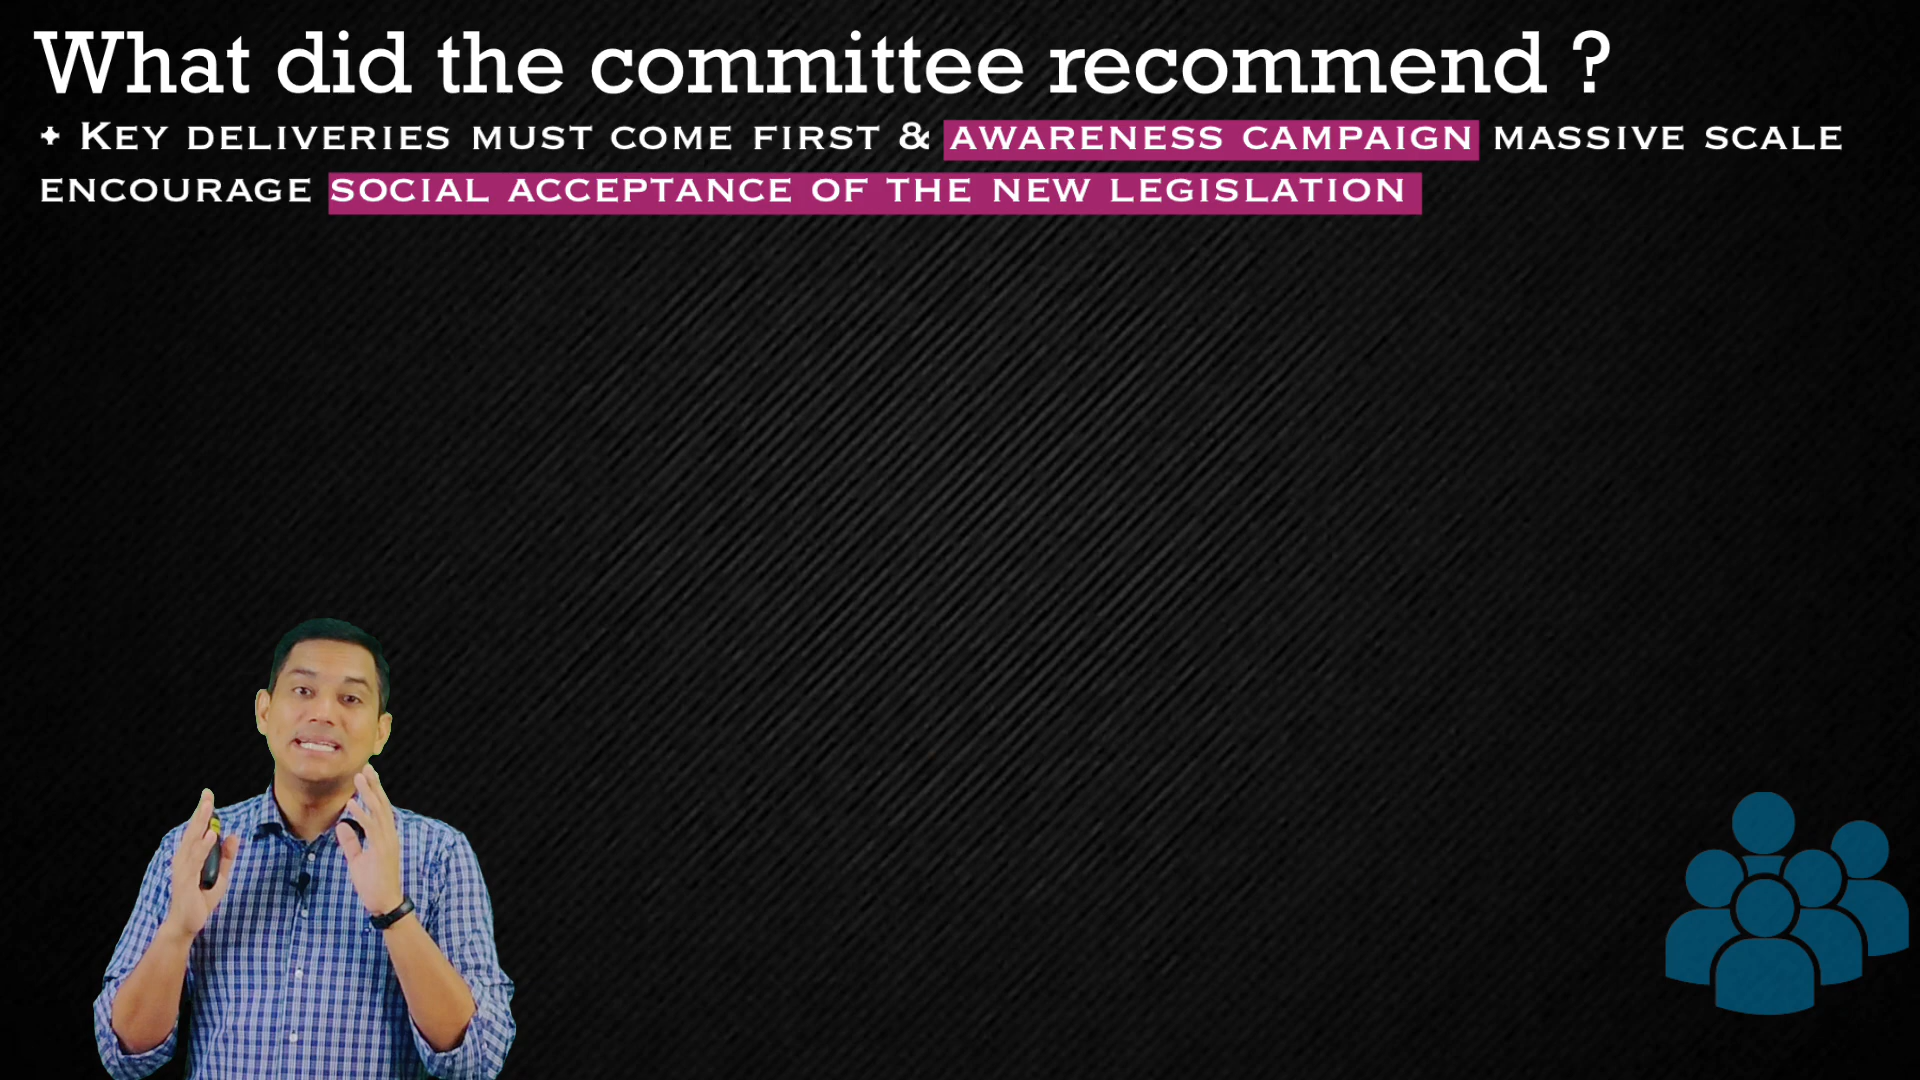 What did the committee recommend ?
✦ KEY DELIVERIES MUST COME FIRST & AWARENESS CAMPAIGN MASSIVE SCALE
ENCOURAGE SOCIAL ACCEPTANCE OF THE NEW LEGISLATION